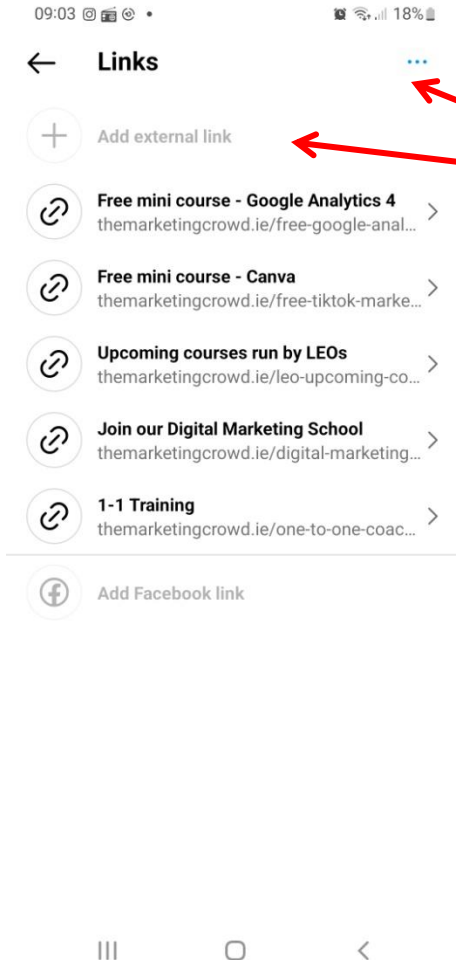 09:03 18%
Links
Add external link
Free mini course - Google Analytics 4
themarketingcrowd.ie/free-google-anal...
Free mini course - Canva
themarketingcrowd.ie/free-tiktok-marke...
Upcoming courses run by LEOs
themarketingcrowd.ie/leo-upcoming-co...
Join our Digital Marketing School
themarketingcrowd.ie/digital-marketing...
1-1 Training
themarketingcrowd.ie/one-to-one-coac...
Add Facebook link